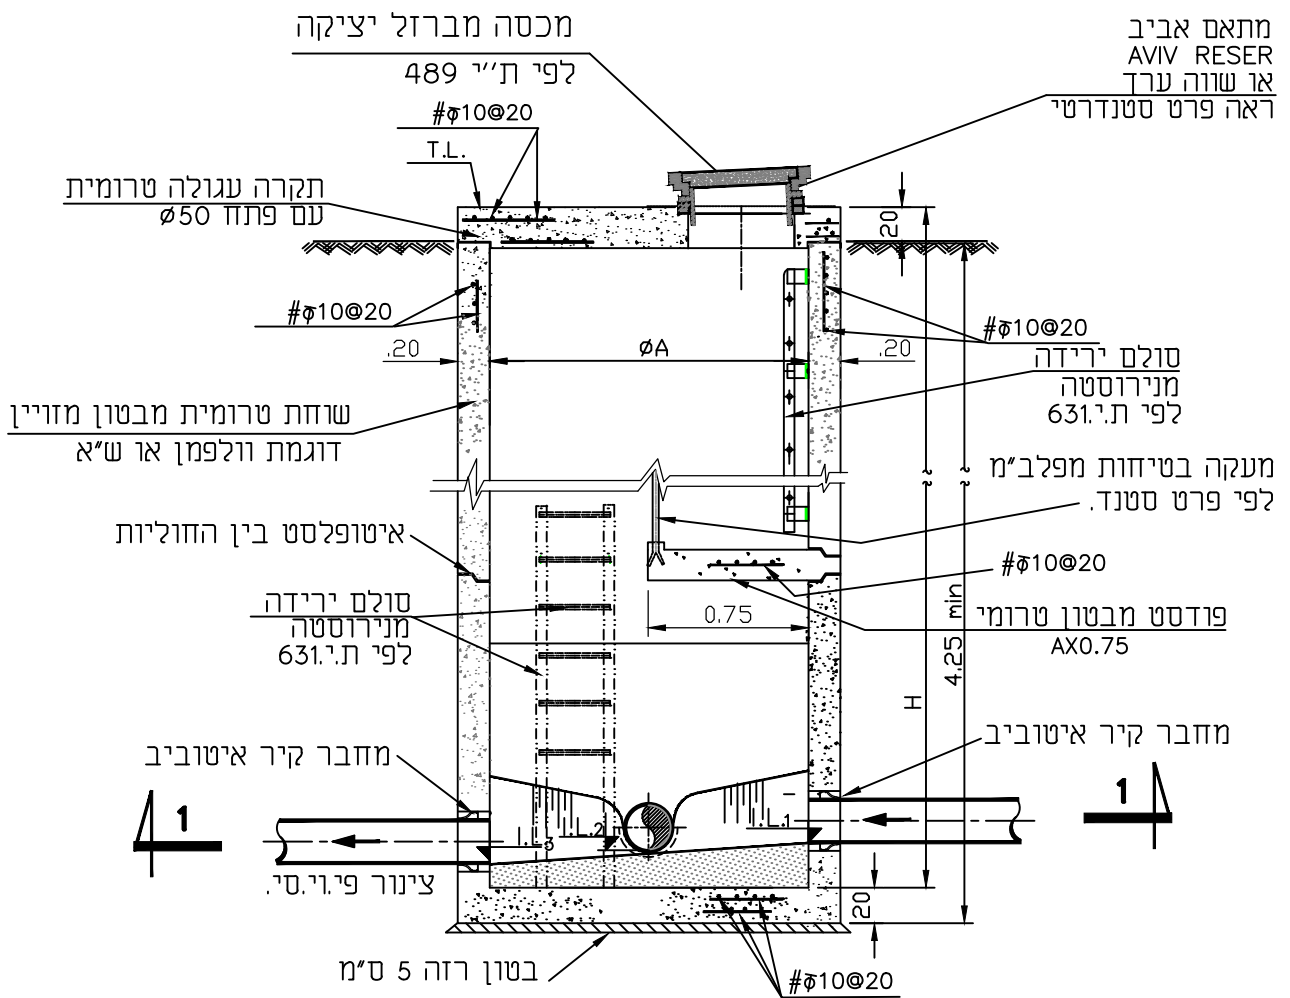 מכסה מברזל יציקה
לפי ת''י 489
#ϕ10@20
T.L.
מתאם אביב
AVIV RESER
או שווה ערך
ראה פרט סטנדרטי
תקרה עגולה טרומית
עם פתח ø50
20
#ϕ10@20
.20
øA
.20
#ϕ10@20
סולם ירידה
מנירוסטה
לפי ת.י.631
שוחת טרומית מבטון מזויין
דוגמת וולפמן או ש"א
מעקה בטיחות מפלב"מ
לפי פרט סטנד.
איטופלסט בין החוליות
#ϕ10@20
סולם ירידה
מנירוסטה
לפי ת.י.631
0.75
פודסט מבטון טרומי
AX0.75
4.25 min
H
מחבר קיר איטוביב
מחבר קיר איטוביב
1
1
I.L.1
I.L.2
I.L.3
צינור פי.וי.סי.
20
בטון רזה 5 ס"מ
#ϕ10@20